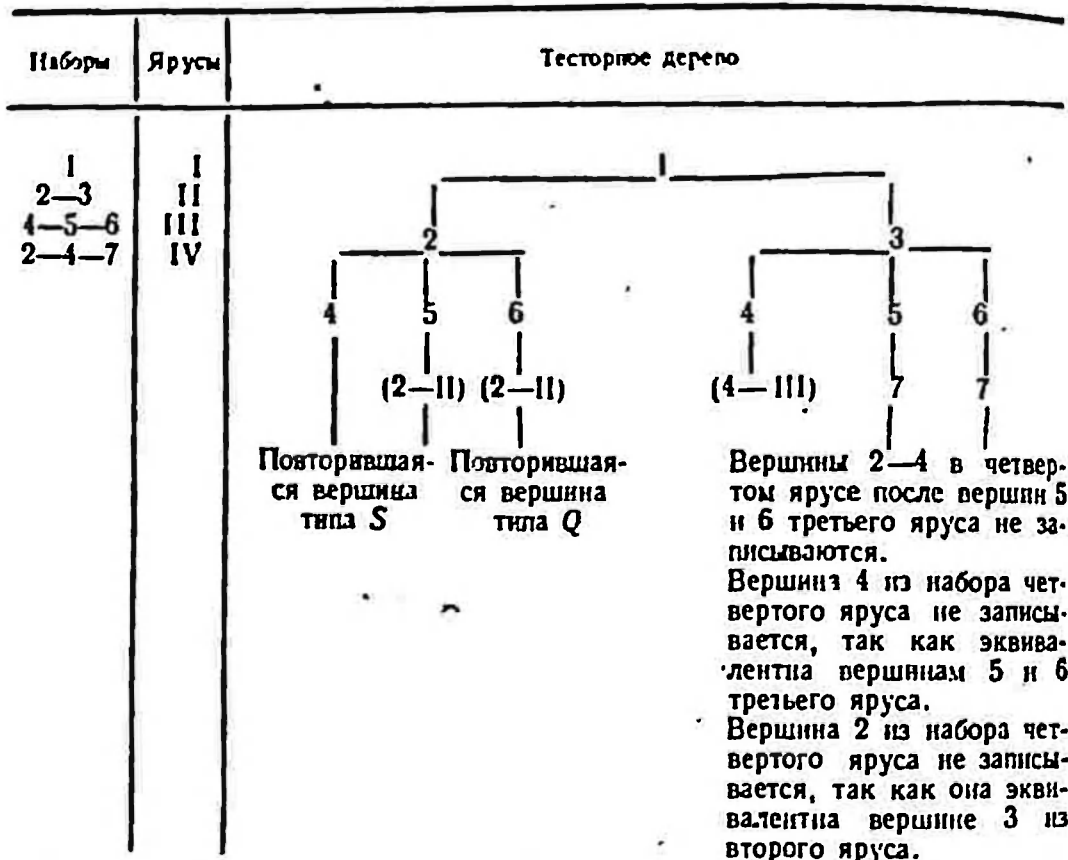 Наборы Ярусы Тесторное дерево
I I I
2—3 II
4—5—6 III 2 3
2—4—7 IV
4 5 6 4 5 6
(2—II) (2—II) (4—III) 7 7
Повторившая- Повторившая-
ся вершина ся вершина
типа S типа Q
Вершины 2—4 в четвер-
том ярусе после вершин 5
и 6 третьего яруса не за-
писываются.
Вершина 4 из набора чет-
вертого яруса не записы-
вается, так как эквива-
лентна вершинам 5 и 6
третьего яруса.
Вершина 2 из набора чет-
вертого яруса не записы-
вается, так как она экви-
валентна вершине 3 из
второго яруса.